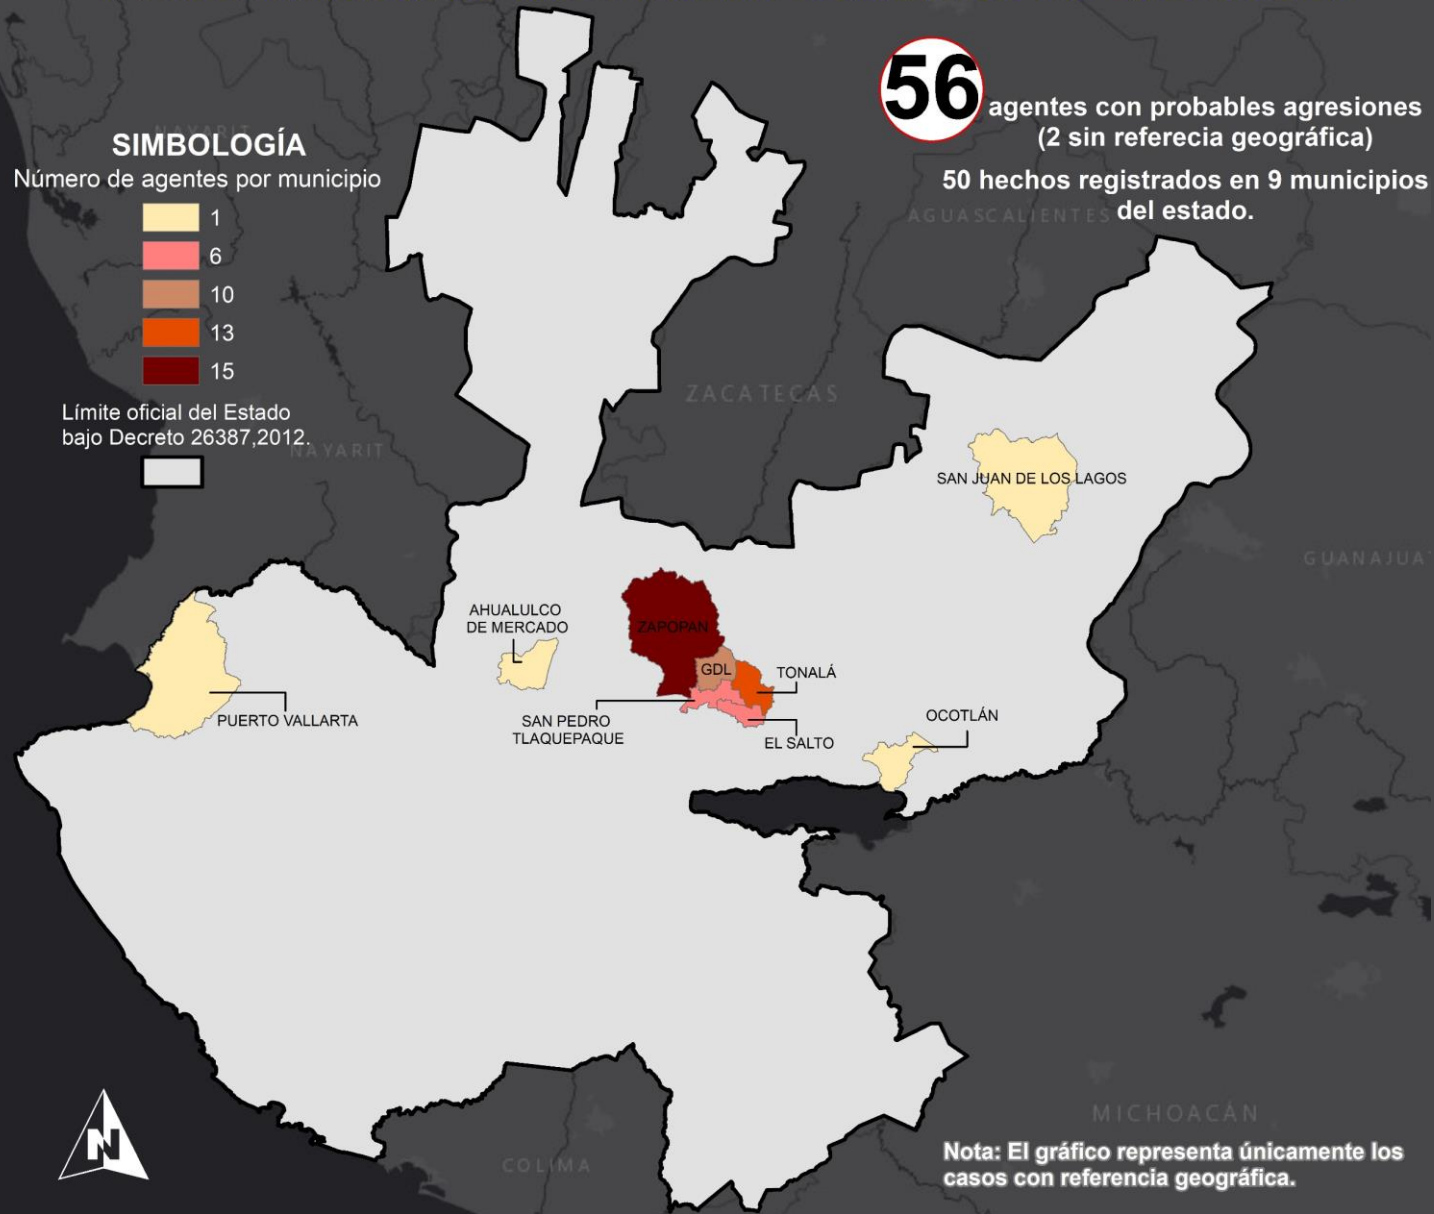 56
agentes con probables agresiones
(2 sin referecia geográfica)
50 hechos registrados en 9 municipios
del estado.
NAYARIT
SIMBOLOGÍA
Número de agentes por municipio
1
6
10
13
15
Límite oficial del Estado
bajo Decreto 26387,2012.
NAYARIT
AGUASCALIENTES
ZACATECAS
SAN JUAN DE LOS LAGOS
GUANAJUAT
AHUALULCO
DE MERCADO
ZAPOPAN
GDL
TONALÁ
PUERTO VALLARTA
SAN PEDRO
TLAQUEPAQUE
EL SALTO
OCOTLÁN
MICHOACÁN
COLIMA
N
Nota: El gráfico representa únicamente los
casos con referencia geográfica.